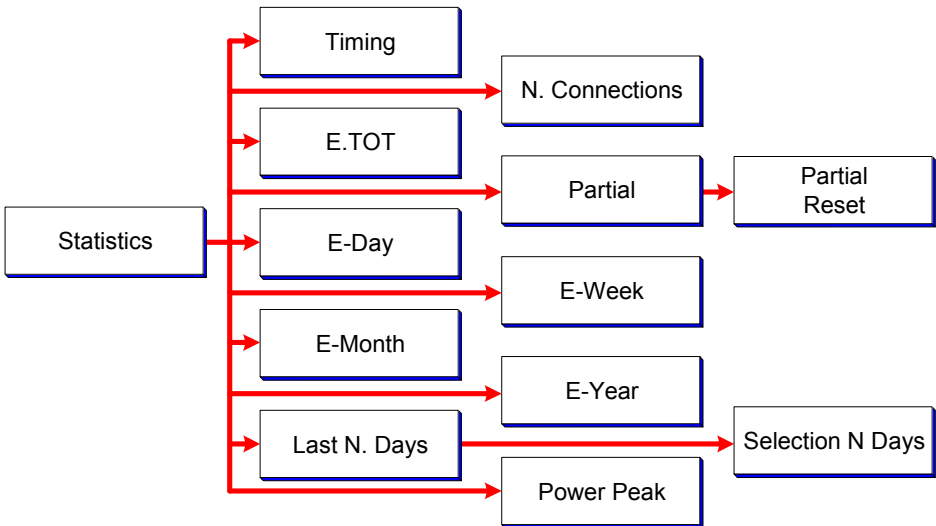 Timing
N. Connections
E.TOT
Partial
Partial
Reset
Statistics
E-Day
E-Week
E-Month
E-Year
Last N. Days
Selection N Days
Power Peak